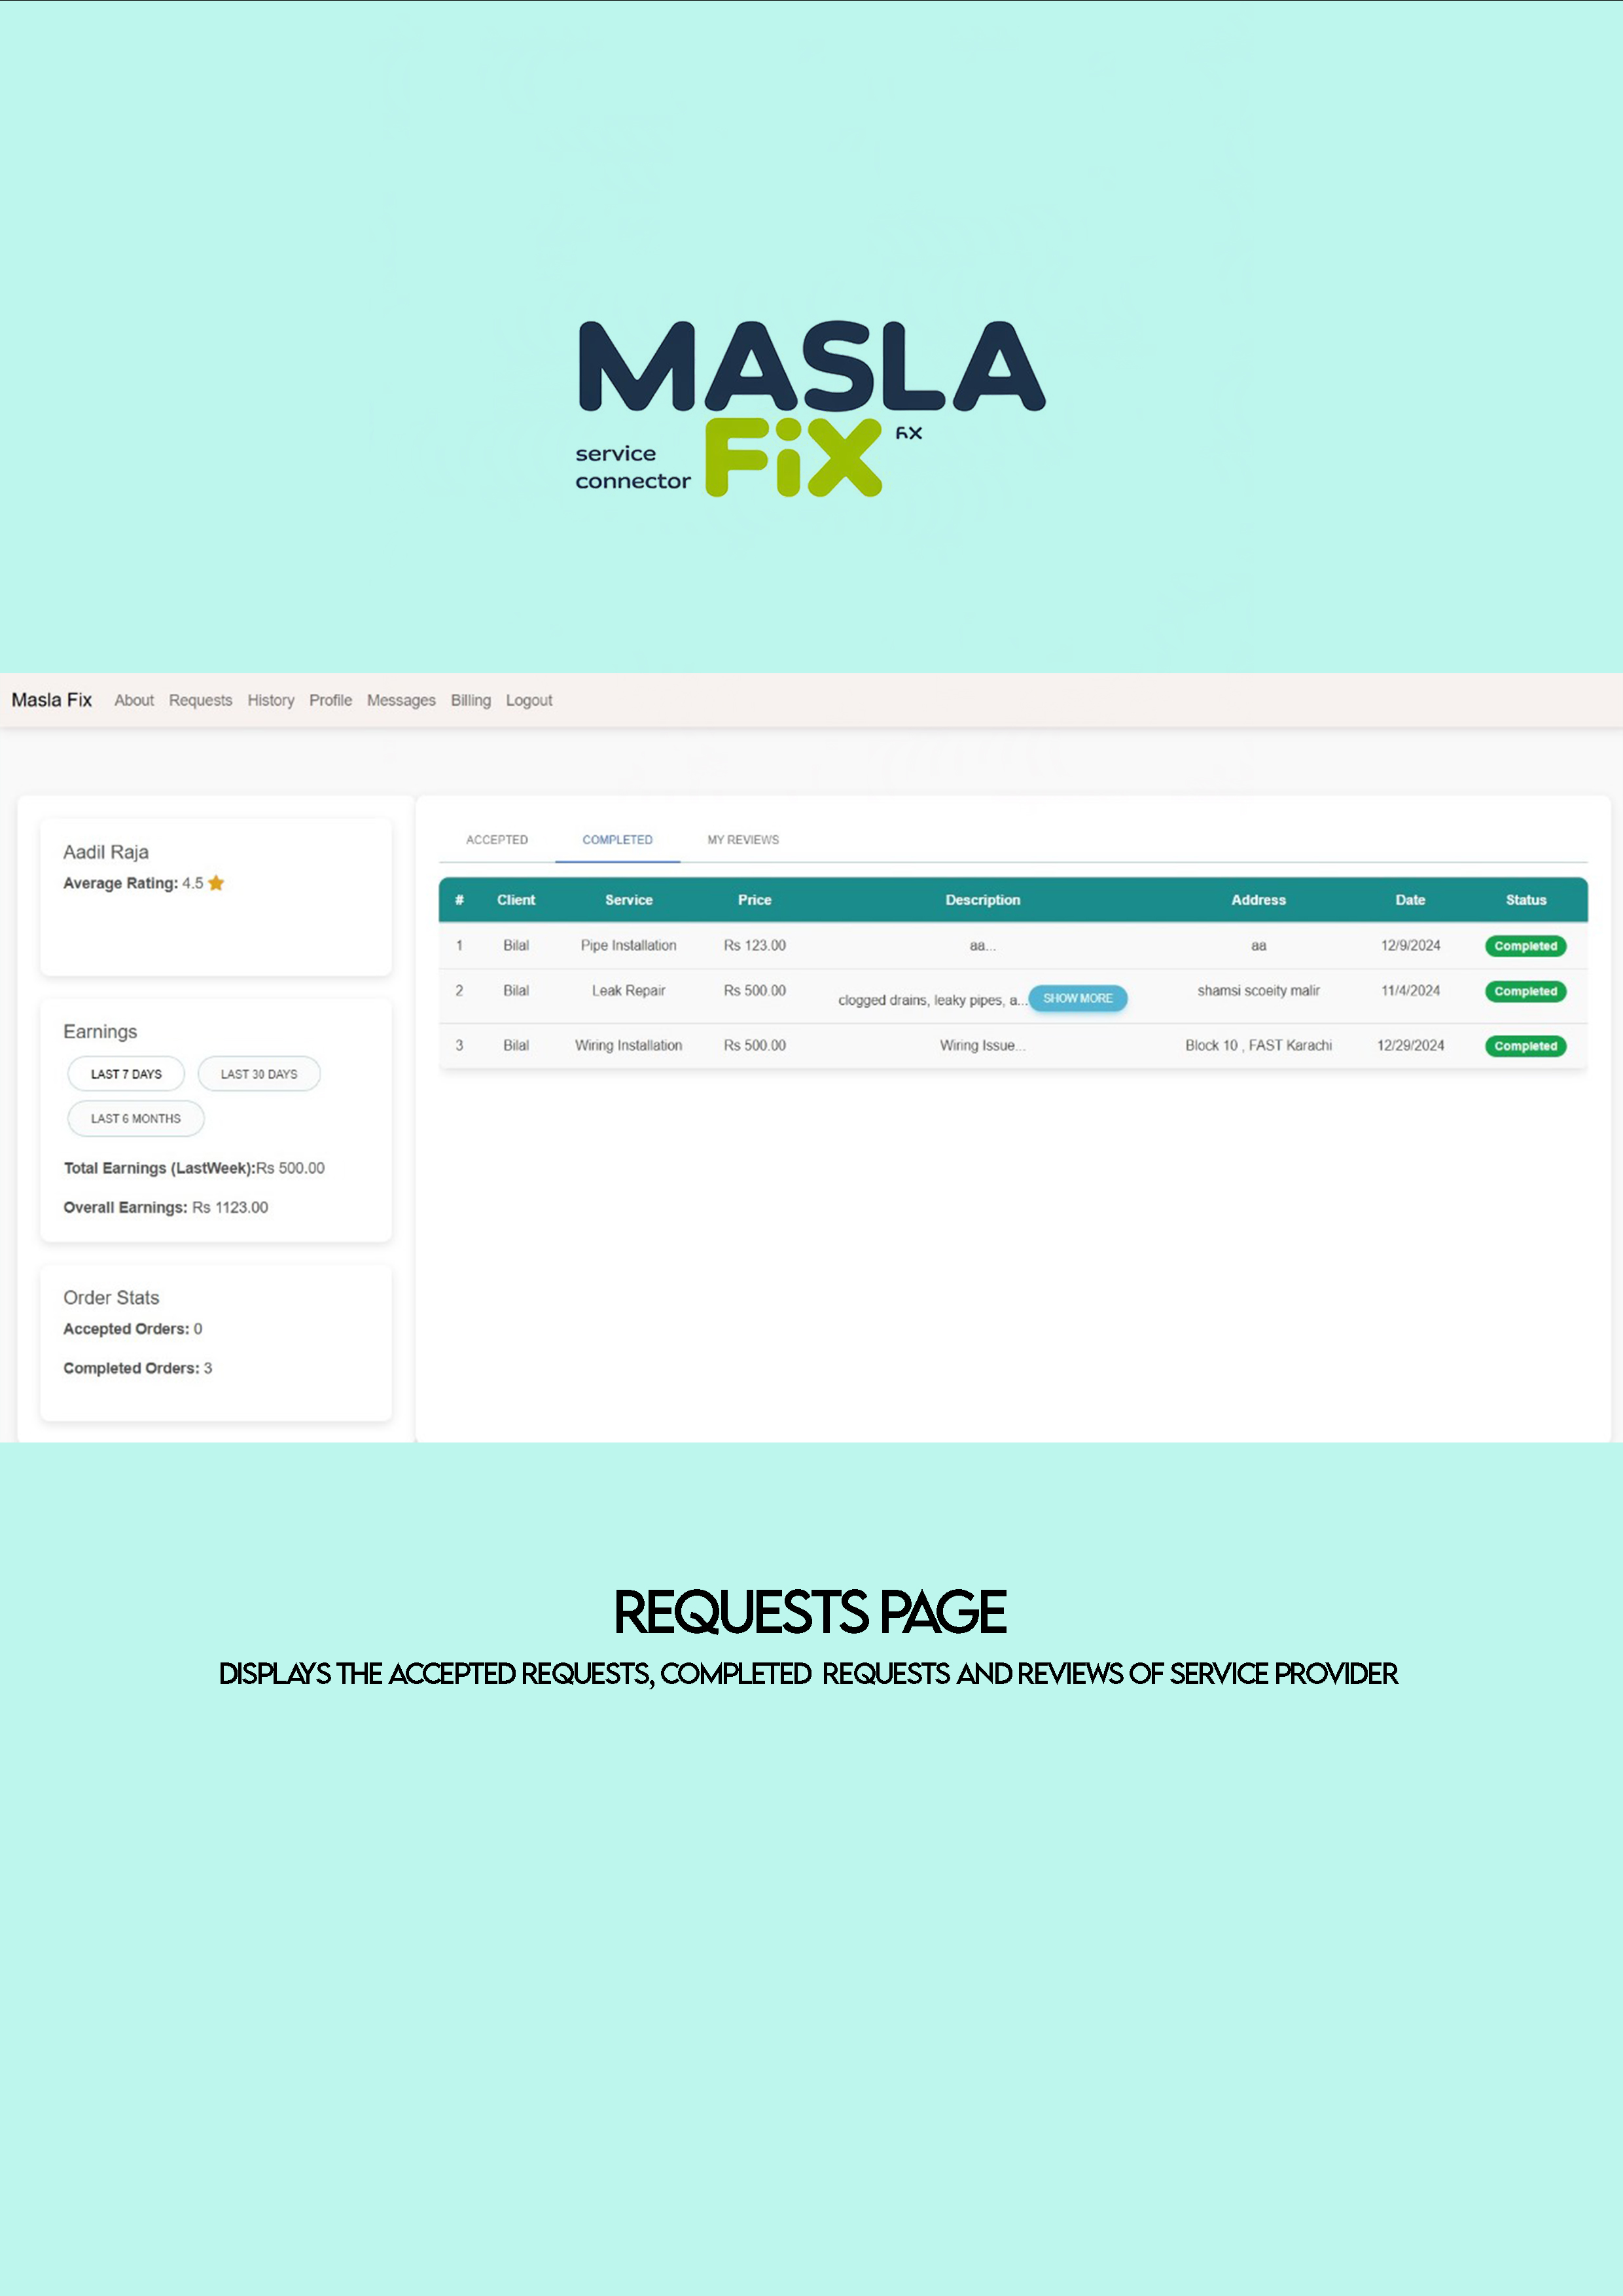 MASLA
service
connector
FiX
fix
Masla Fix About Requests History Profile Messages Billing Logout
Aadil Raja
Average Rating: 4.5
Earnings
LAST 7 DAYS LAST 30 DAYS
LAST 6 MONTHS
Total Earnings (LastWeek):Rs 500.00
Overall Earnings: Rs 1123.00
Order Stats
Accepted Orders: 0
Completed Orders: 3
ACCEPTED COMPLETED MY REVIEWS
# Client Service Price Description Address Date Status
1 Bilal Pipe Installation Rs 123.00 aa... aa 12/9/2024 Completed
2 Bilal Leak Repair Rs 500.00 clogged drains, leaky pipes, a... SHOW MORE shamsi scoeity malir 11/4/2024 Completed
3 Bilal Wiring Installation Rs 500.00 Wiring Issue... Block 10 , FAST Karachi 12/29/2024 Completed
REQUESTS PAGE
DISPLAYS THE ACCEPTED REQUESTS, COMPLETED REQUESTS AND REVIEWS OF SERVICE PROVIDER